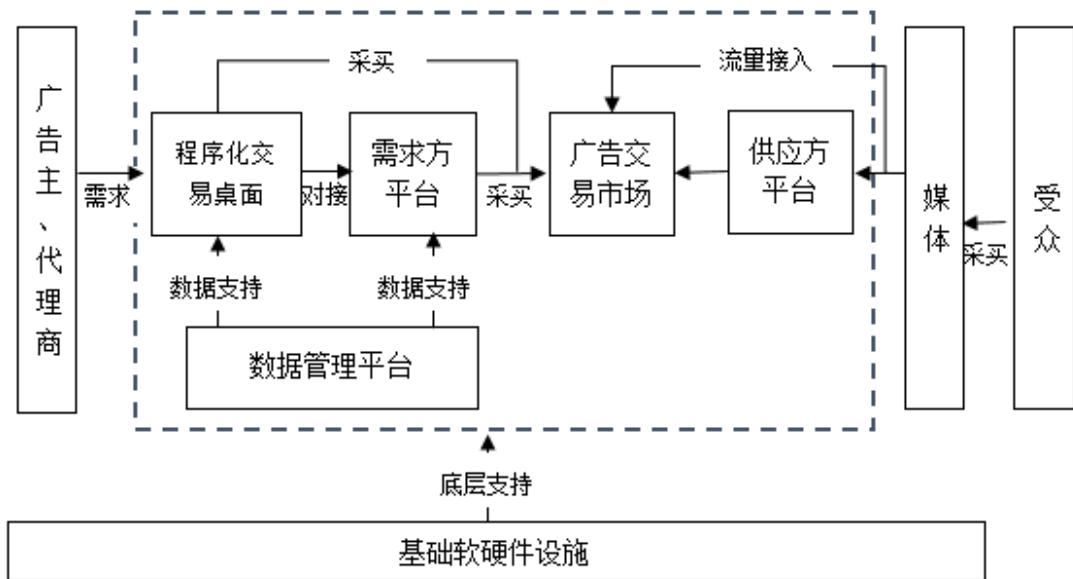 采买
流量接入
广告主、代理商
需求
程序化交
易桌面
对接
需求方
平台
采买
广告交
易市场
供应方
平台
媒体
采买
受众
数据支持
数据支持
数据管理平台
底层支持
基础软硬件设施